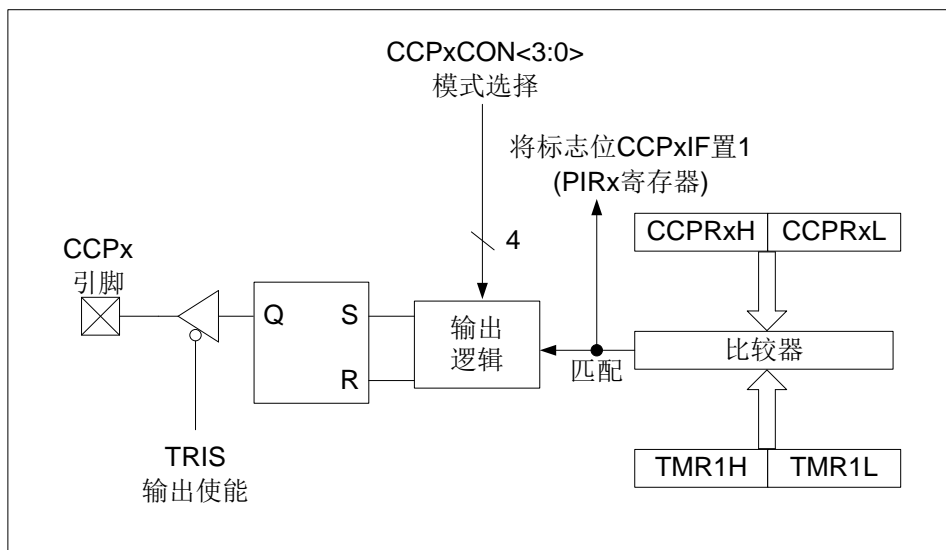 CCPxCON<3:0>
模式选择
将标志位CCPxIF置1
(PIRx寄存器)
4
CCPRxH CCPRxL
CCPx
引脚
Q S
R
输出
逻辑
匹配
比较器
TRIS
输出使能
TMR1H TMR1L